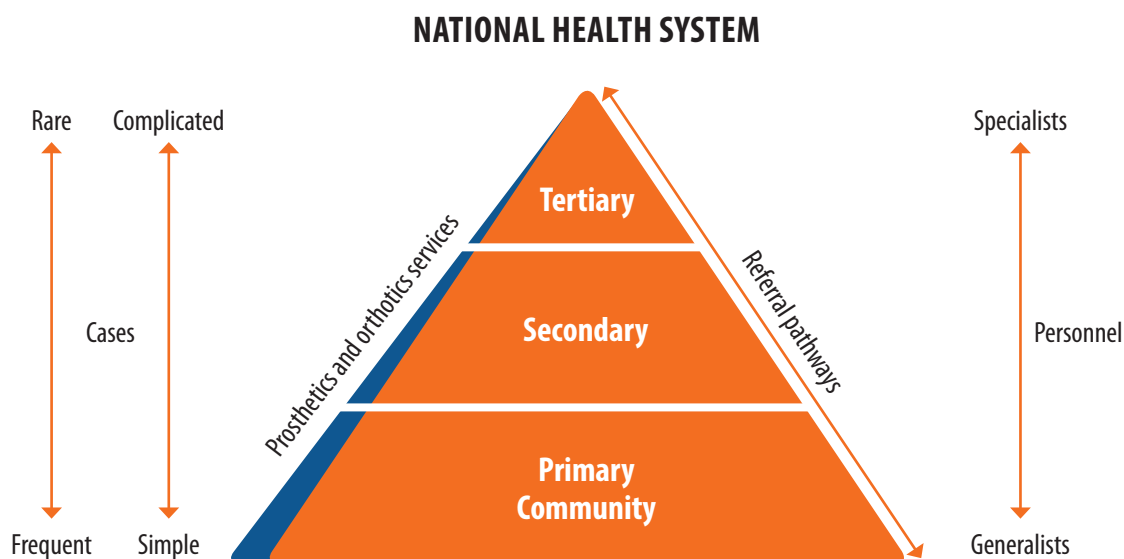 NATIONAL HEALTH SYSTEM
Rare
Complicated
Specialists
Tertiary
Prosthetics and orthotics services
Referral pathways
Cases
Secondary
Personnel
Primary
Community
Frequent
Simple
Generalists